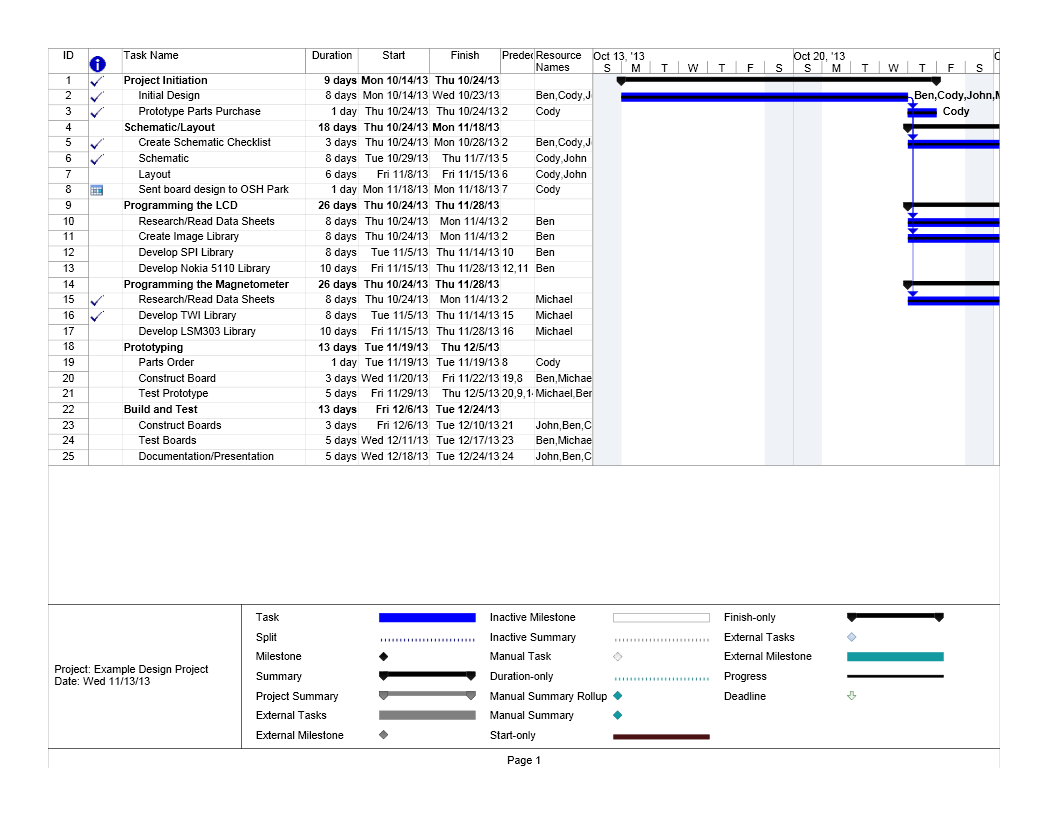 ID Task Name Duration Start Finish Predec Resource Names Oct 13, '13 Oct 20, '13
S M T W T F S S M T W T F S
1 Project Initiation 9 days Mon 10/14/13 Thu 10/24/13
2 Initial Design 8 days Mon 10/14/13 Wed 10/23/13 Ben,Cody,J Ben,Cody,John,M
3 Prototype Parts Purchase 1 day Thu 10/24/13 Thu 10/24/13 2 Cody Cody
4 Schematic/Layout 18 days Thu 10/24/13 Mon 11/18/13
5 Create Schematic Checklist 3 days Thu 10/24/13 Mon 10/28/13 2 Ben,Cody,J
6 Schematic 8 days Tue 10/29/13 Thu 11/7/13 5 Cody,John
7 Layout 6 days Fri 11/8/13 Fri 11/15/13 6 Cody,John
8 Sent board design to OSH Park 1 day Mon 11/18/13 Mon 11/18/13 7 Cody
9 Programming the LCD 26 days Thu 10/24/13 Thu 11/28/13
10 Research/Read Data Sheets 8 days Thu 10/24/13 Mon 11/4/13 2 Ben
11 Create Image Library 8 days Thu 10/24/13 Mon 11/4/13 2 Ben
12 Develop SPI Library 8 days Tue 11/5/13 Thu 11/14/13 10 Ben
13 Develop Nokia 5110 Library 10 days Fri 11/15/13 Thu 11/28/13 12,11 Ben
14 Programming the Magnetometer 26 days Thu 10/24/13 Thu 11/28/13
15 Research/Read Data Sheets 8 days Thu 10/24/13 Mon 11/4/13 2 Michael
16 Develop TWI Library 8 days Tue 11/5/13 Thu 11/14/13 15 Michael
17 Develop LSM303 Library 10 days Fri 11/15/13 Thu 11/28/13 16 Michael
18 Prototyping 13 days Tue 11/19/13 Thu 12/5/13
19 Parts Order 1 day Tue 11/19/13 Tue 11/19/13 8 Cody
20 Construct Board 3 days Wed 11/20/13 Fri 11/22/13 19,8 Ben,Michae
21 Test Prototype 5 days Fri 11/29/13 Thu 12/5/13 20,9,1 Michael,Ben
22 Build and Test 13 days Fri 12/6/13 Tue 12/24/13
23 Construct Boards 3 days Fri 12/6/13 Tue 12/10/13 21 John,Ben,C
24 Test Boards 5 days Wed 12/11/13 Tue 12/17/13 23 Ben,Michae
25 Documentation/Presentation 5 days Wed 12/18/13 Tue 12/24/13 24 John,Ben,C
Project: Example Design Project
Date: Wed 11/13/13
Task
Split
Milestone
Summary
Project Summary
External Tasks
External Milestone
Inactive Milestone
Inactive Summary
Manual Task
Duration-only
Manual Summary Rollup
Manual Summary
Start-only
Finish-only
External Tasks
External Milestone
Progress
Deadline
Page 1